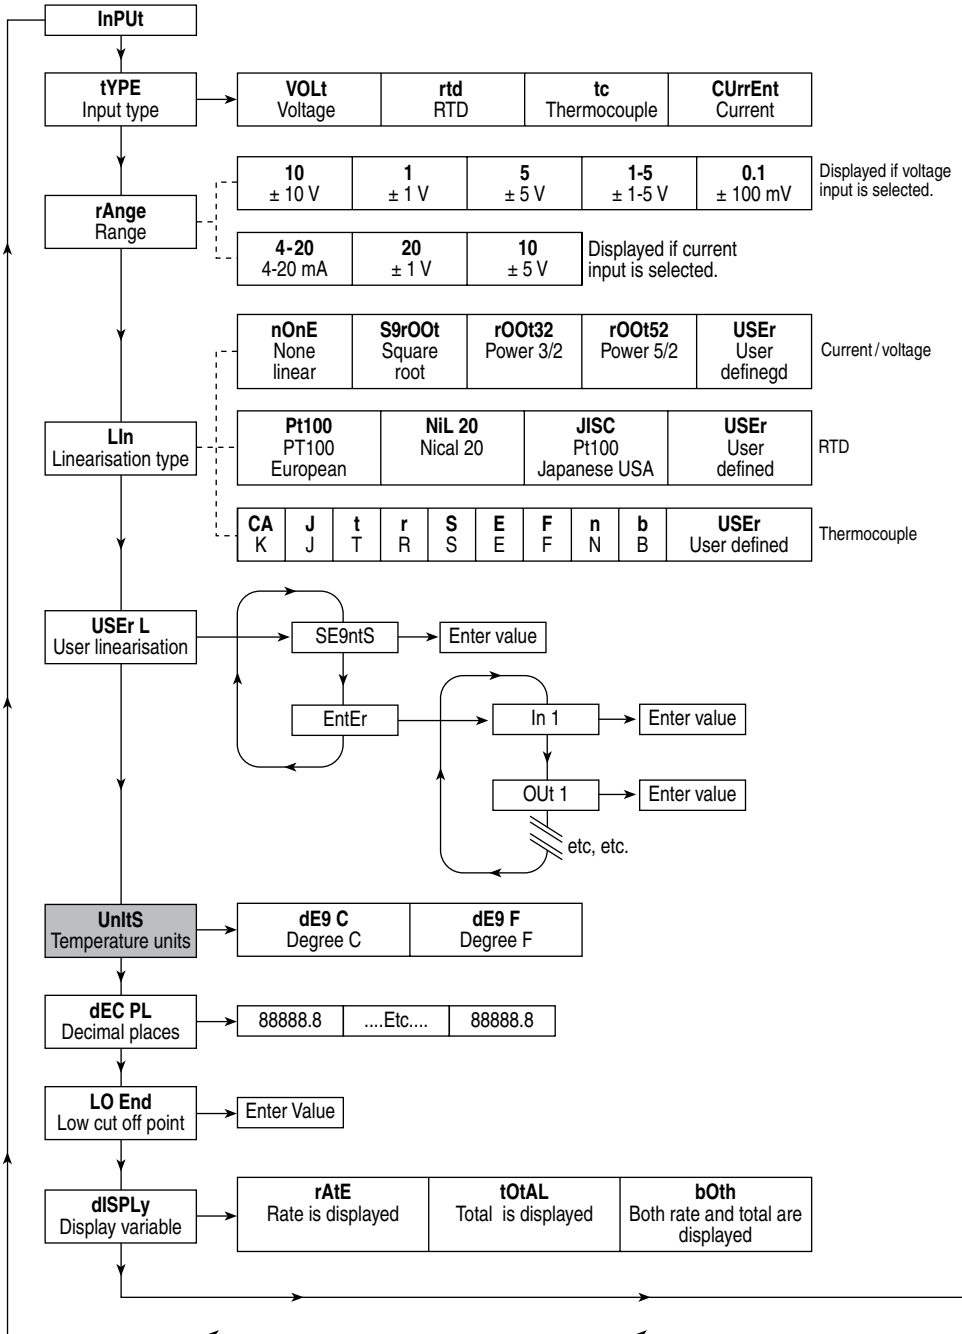 InPUt
tYPE
Input type
VOLt
Voltage
rtd
RTD
tc
Thermocouple
CUrrEnt
Current
rAnge
Range
10
± 10 V
1
± 1 V
5
± 5 V
1-5
± 1-5 V
0.1
± 100 mV
Displayed if voltage
input is selected.
4-20
4-20 mA
20
± 1 V
10
± 5 V
Displayed if current
input is selected.
LIn
Linearisation type
nOnE
None
linear
S9rOOt
Square
root
rOOt32
Power 3/2
rOOt52
Power 5/2
USEr
User
definegd
Current / voltage
Pt100
PT100
European
NiL 20
Nical 20
JISC
Pt100
Japanese USA
USEr
User
defined
RTD
CA
K
J
J
t
T
r
R
S
S
E
E
F
F
n
N
b
B
USEr
User defined
Thermocouple
USEr L
User linearisation
SE9ntS
Enter value
EntEr
In 1
Enter value
OUt 1
Enter value
etc, etc.
UnItS
Temperature units
dE9 C
Degree C
dE9 F
Degree F
dEC PL
Decimal places
88888.8
....Etc....
88888.8
LO End
Low cut off point
Enter Value
dISPLy
Display variable
rAtE
Rate is displayed
tOtAL
Total is displayed
bOth
Both rate and total are
displayed